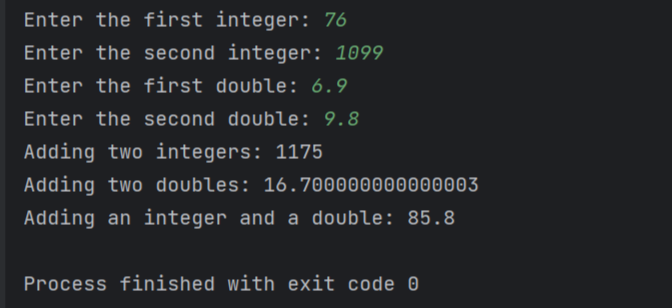 Enter the first integer: 76
Enter the second integer: 1099
Enter the first double: 6.9
Enter the second double: 9.8
Adding two integers: 1175
Adding two doubles: 16.700000000000003
Adding an integer and a double: 85.8
Process finished with exit code 0